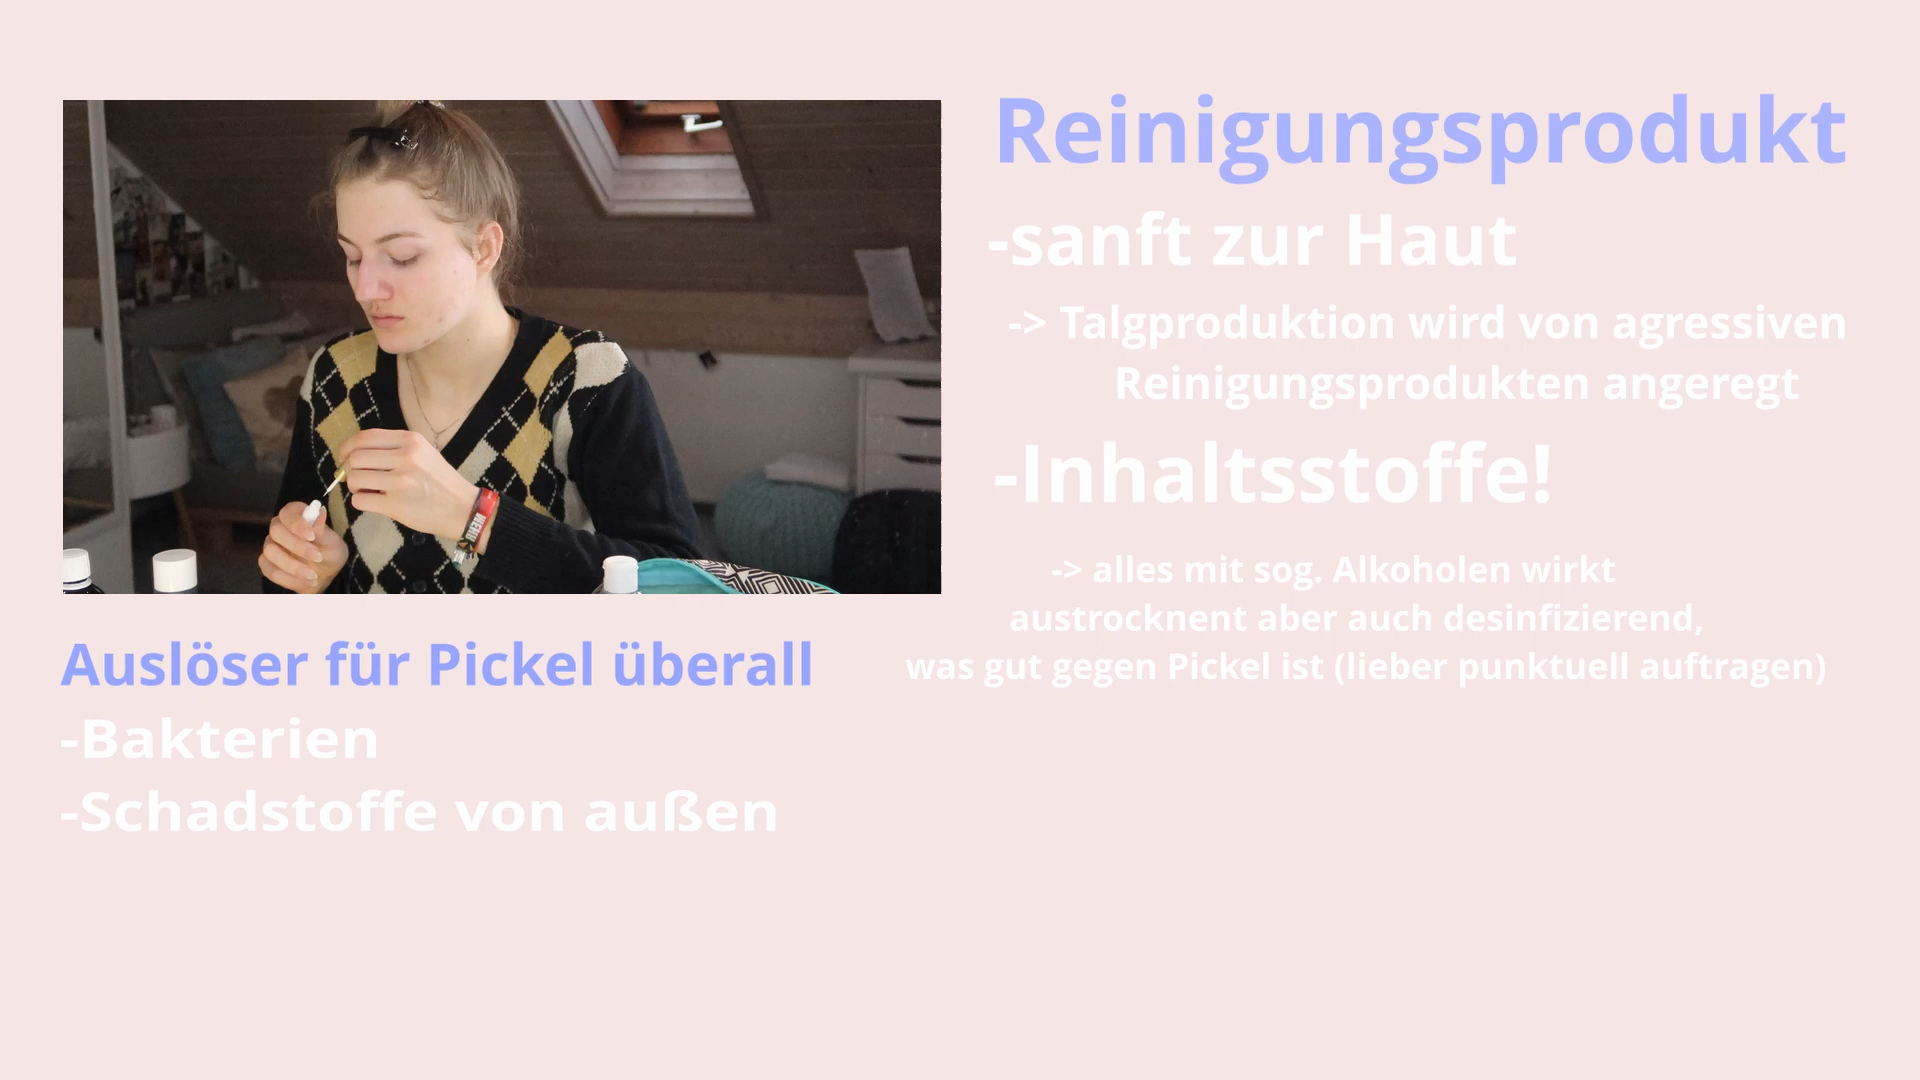 Reinigungsprodukt
-sanft zur Haut
-> Talgproduktion wird von agressiven
Reinigungsprodukten angeregt
-Inhaltsstoffe!
-> alles mit sog. Alkoholen wirkt
austrocknent aber auch desinfizierend,
was gut gegen Pickel ist (lieber punktuell auftragen)
Auslöser für Pickel überall
-Bakterien
-Schadstoffe von außen